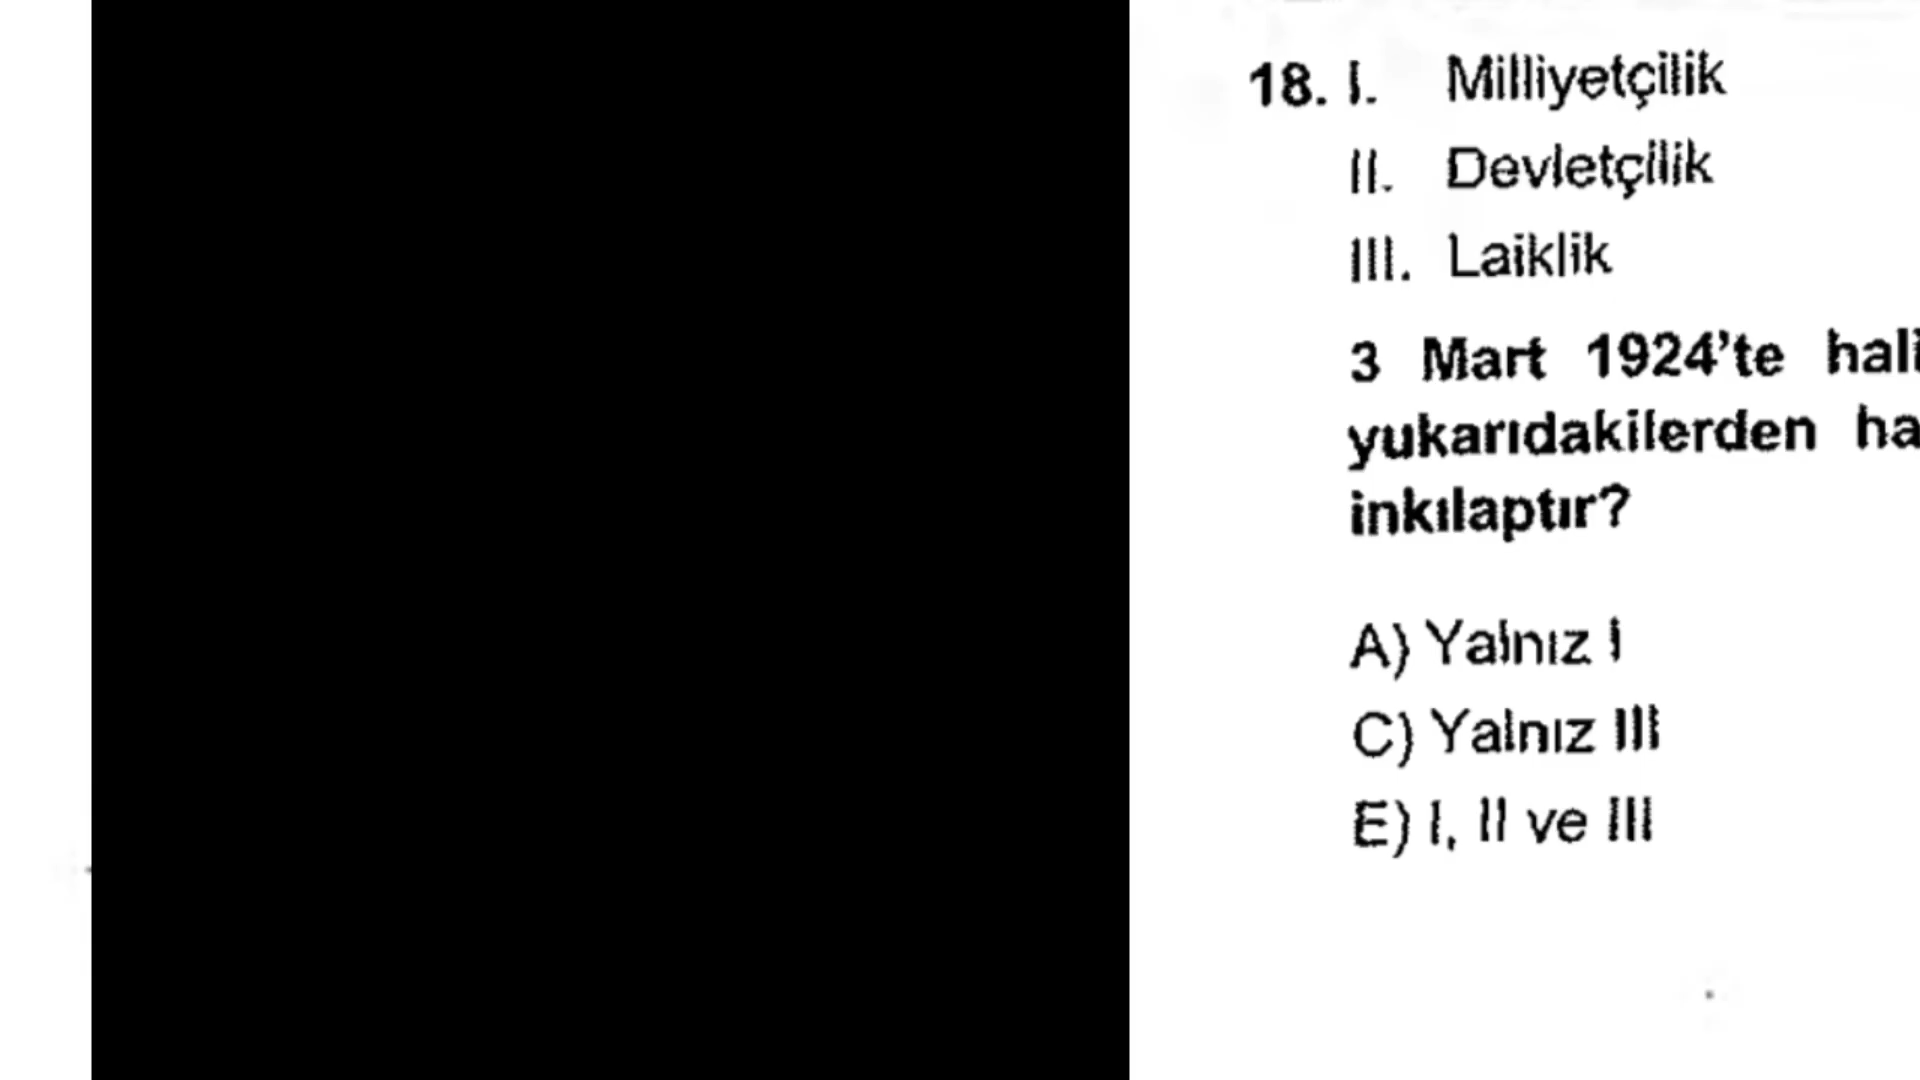 18. I. Milliyetçilik
II. Devletçilik
III. Laiklik
3 Mart 1924’te
yukarıdakilerden
inkılaptır?
A) Yalnız I
C) Yalnız III
E) I, II ve III